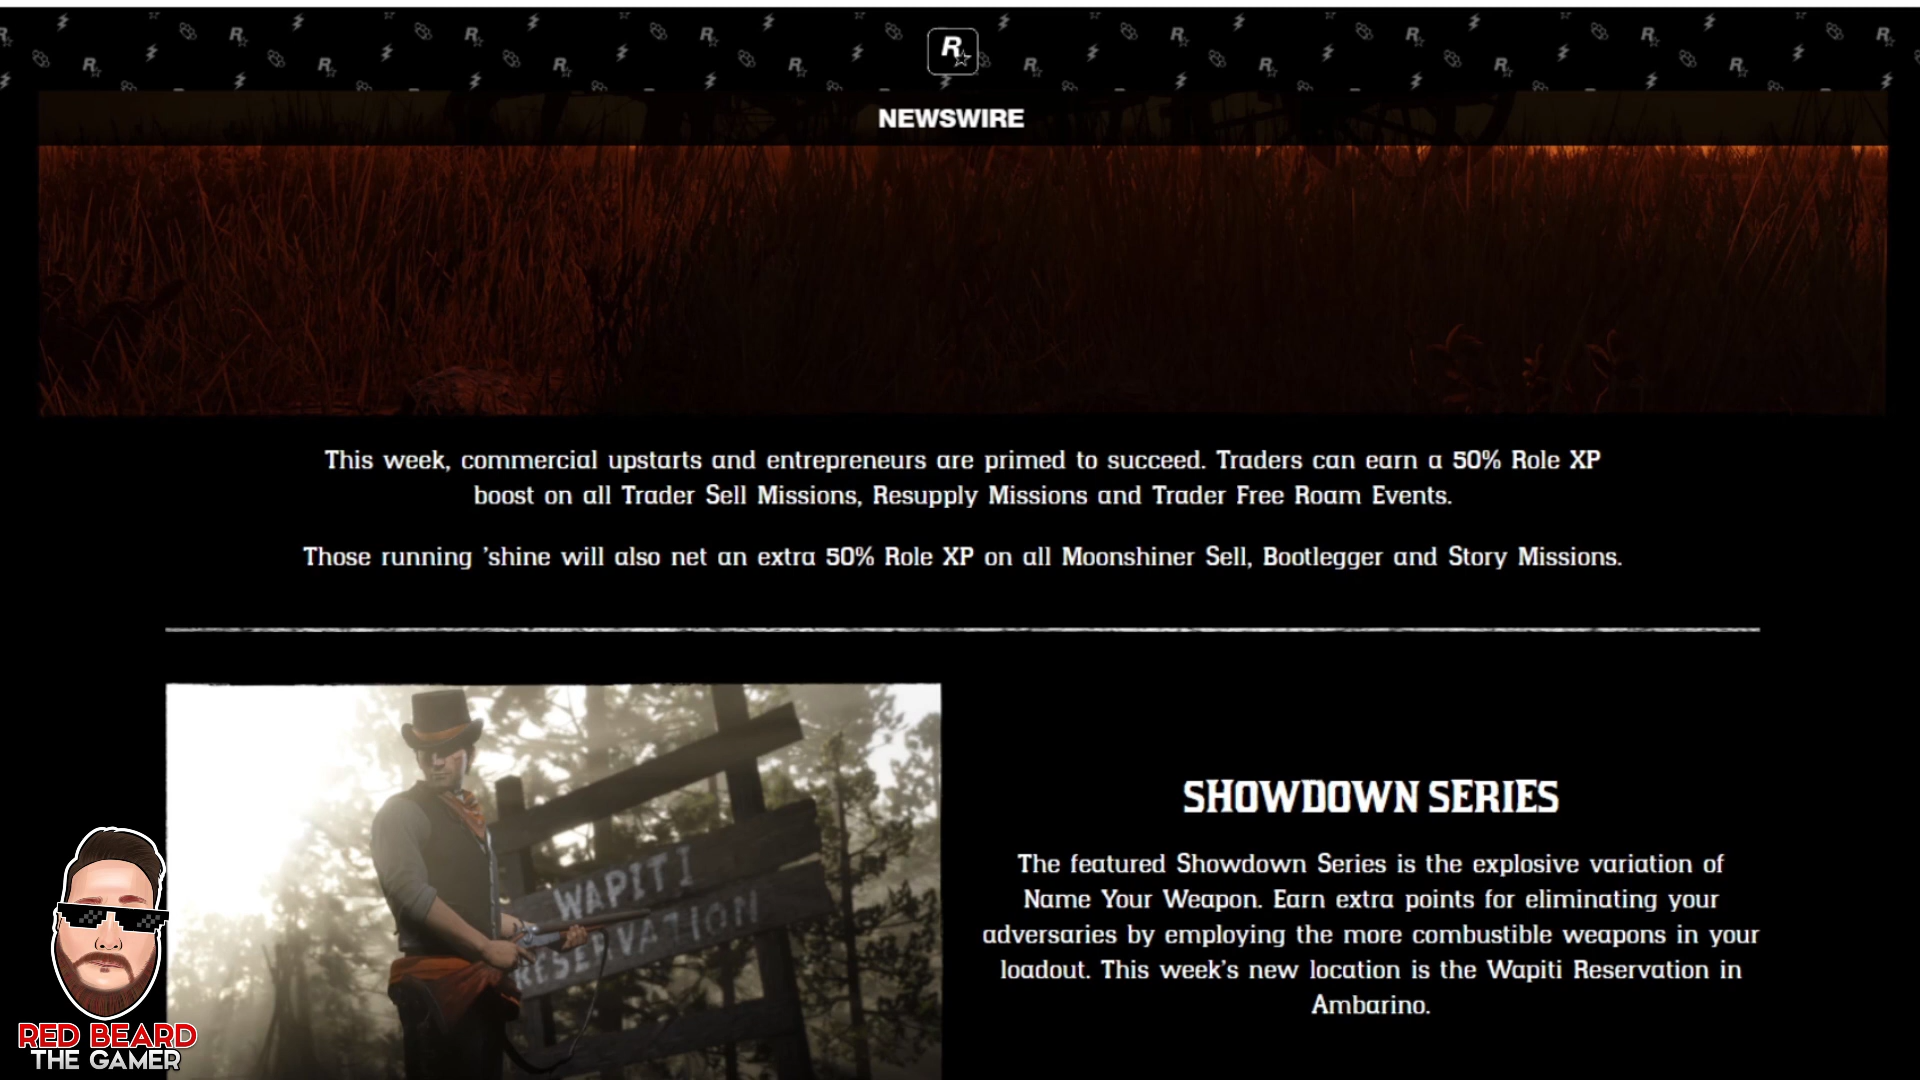 NEWSWIRE
This week, commercial upstarts and entrepreneurs are primed to succeed. Traders can earn a 50% Role XP
boost on all Trader Sell Missions, Resupply Missions and Trader Free Roam Events.
Those running ’shine will also net an extra 50% Role XP on all Moonshiner Sell, Bootlegger and Story Missions.
WAPITI
RESERVATION
SHOWDOWN SERIES
The featured Showdown Series is the explosive variation of
Name Your Weapon. Earn extra points for eliminating your
adversaries by employing the more combustible weapons in your
loadout. This week’s new location is the Wapiti Reservation in
Ambarino.
RED BEARD
THE GAMER